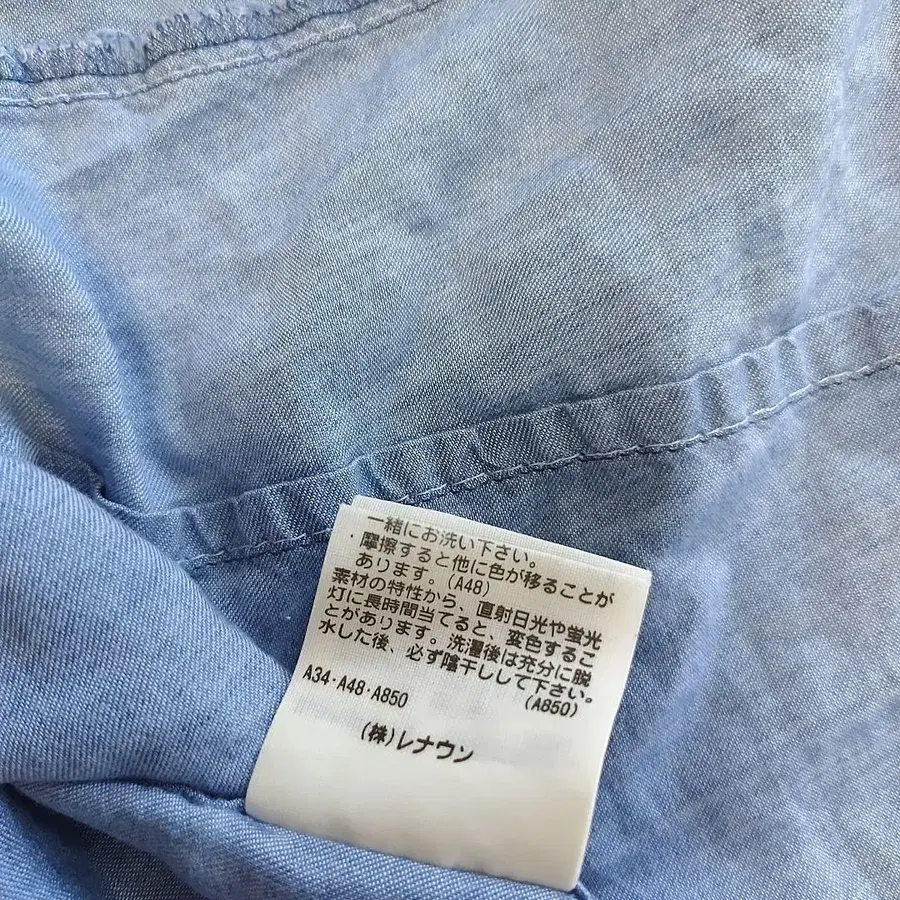 一緒にお洗い下さい。
・摩擦すると他に色が移ることが
あります。(A48)
素材の特性から、直射日光や蛍光
灯に長時間当てると、変色するこ
とがあります。洗濯後は充分に脱
水した後、必ず陰干しして下さい。
(A850)
A34・A48・A850
(株)レナウン